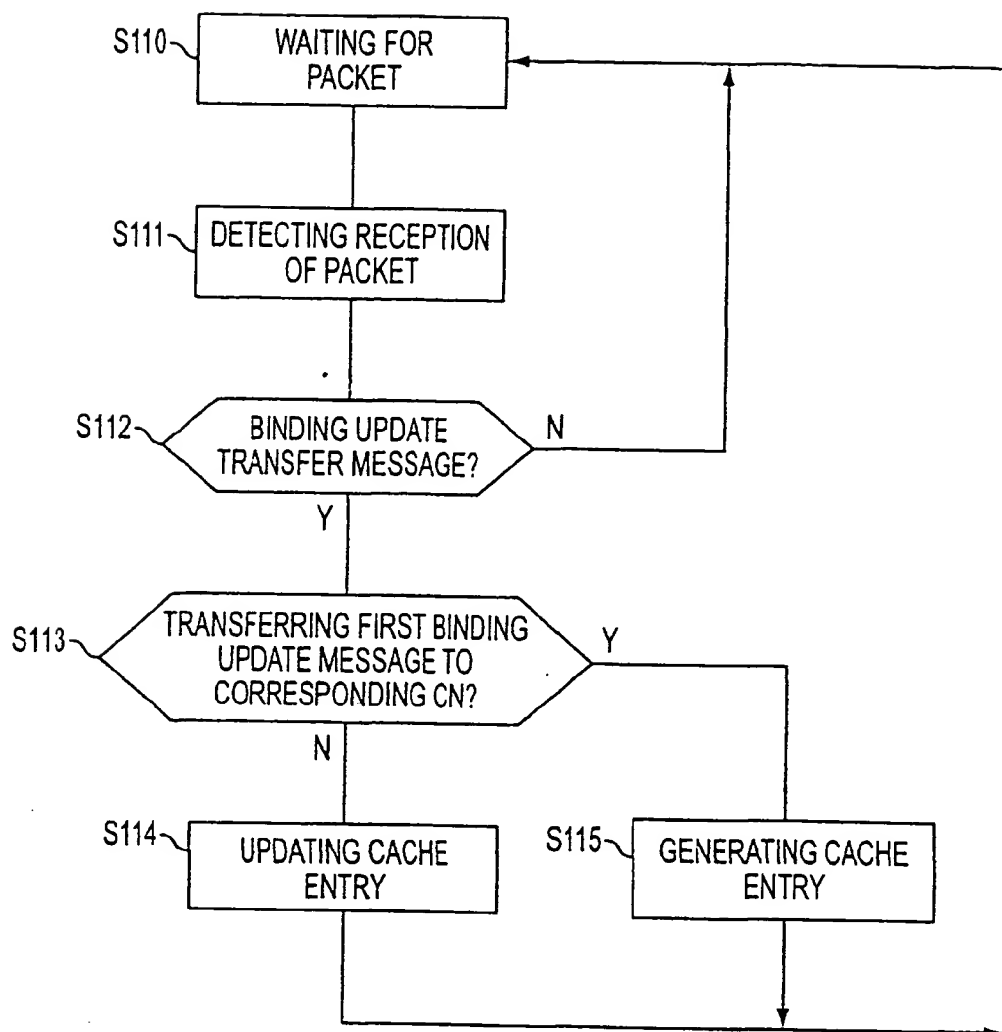 S110
WAITING FOR
PACKET
S111
DETECTING RECEPTION
OF PACKET
S112
BINDING UPDATE
TRANSFER MESSAGE?
N
Y
S113
TRANSFERRING FIRST BINDING
UPDATE MESSAGE TO
CORRESPONDING CN?
Y
N
S114
UPDATING CACHE
ENTRY
S115
GENERATING CACHE
ENTRY